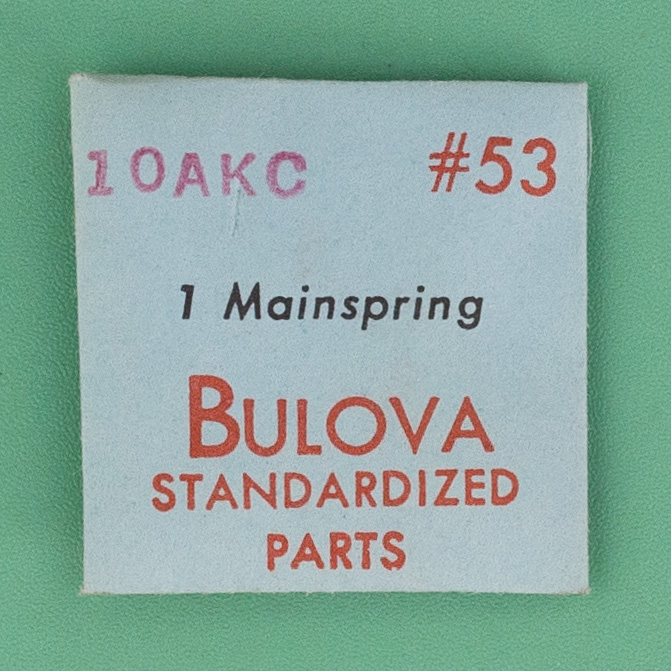 10AKC #53
1 Mainspring
BULOVA
STANDARDIZED
PARTS